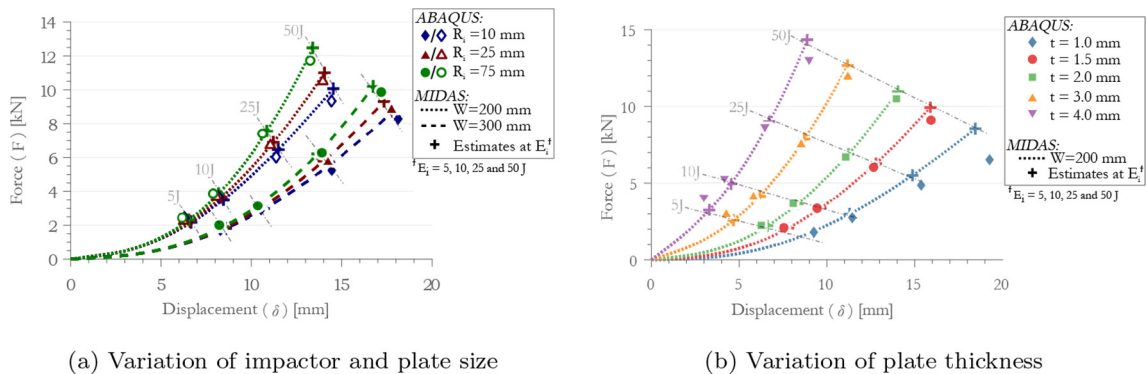 14
12
10
8
6
4
2
0
0
5
10
15
20
Force ( F ) [kN]
Displacement ( δ ) [mm]
5J
10J
25J
50J
ABAQUS:
/ R_i =10 mm
/ R_i =25 mm
/ R_i =75 mm
MIDAS:
W=200 mm
W=300 mm
Estimates at E_i†
† E_i = 5, 10, 25 and 50 J
(a) Variation of impactor and plate size
15
10
5
0
0
5
10
15
20
Force ( F ) [kN]
Displacement ( δ ) [mm]
5J
10J
25J
50J
ABAQUS:
t = 1.0 mm
t = 1.5 mm
t = 2.0 mm
t = 3.0 mm
t = 4.0 mm
MIDAS:
W=200 mm
Estimates at E_i†
† E_i = 5, 10, 25 and 50 J
(b) Variation of plate thickness